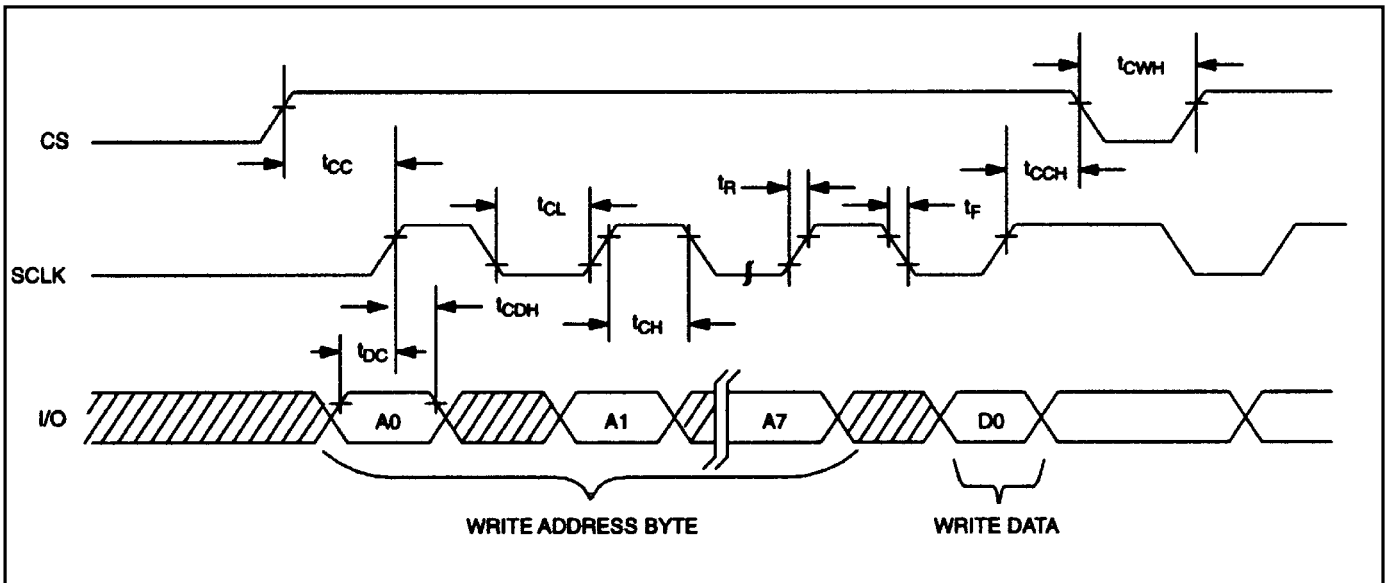 tCWH
CS
tCC
tCCH
tR
tCL
tF
SCLK
tCDH
tCH
tDC
I/O
A0
A1
A7
D0
WRITE ADDRESS BYTE
WRITE DATA